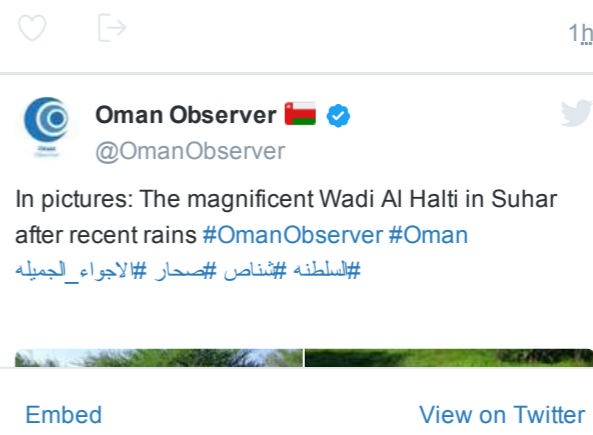 1h
Oman Observer
@OmanObserver
In pictures: The magnificent Wadi Al Halti in Suhar
after recent rains #OmanObserver #Oman
#السلطنه #شناص #صحار #الاجواء_الجميله
Embed
View on Twitter